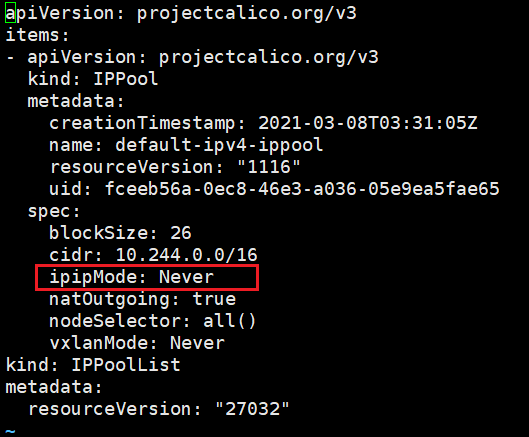 apiVersion: projectcalico.org/v3
items:
- apiVersion: projectcalico.org/v3
  kind: IPPool
  metadata:
    creationTimestamp: 2021-03-08T03:31:05Z
    name: default-ipv4-ippool
    resourceVersion: "1116"
    uid: fceeb56a-0ec8-46e3-a036-05e9ea5fae65
  spec:
    blockSize: 26
    cidr: 10.244.0.0/16
    ipipMode: Never
    natOutgoing: true
    nodeSelector: all()
    vxlanMode: Never
kind: IPPoolList
metadata:
  resourceVersion: "27032"
~